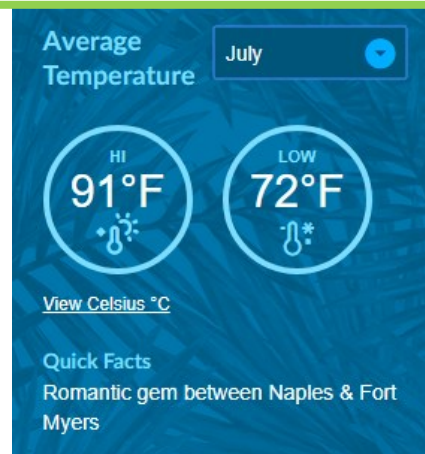 Average
Temperature
July
HI
91°F
LOW
72°F
View Celsius °C
Quick Facts
Romantic gem between Naples & Fort
Myers